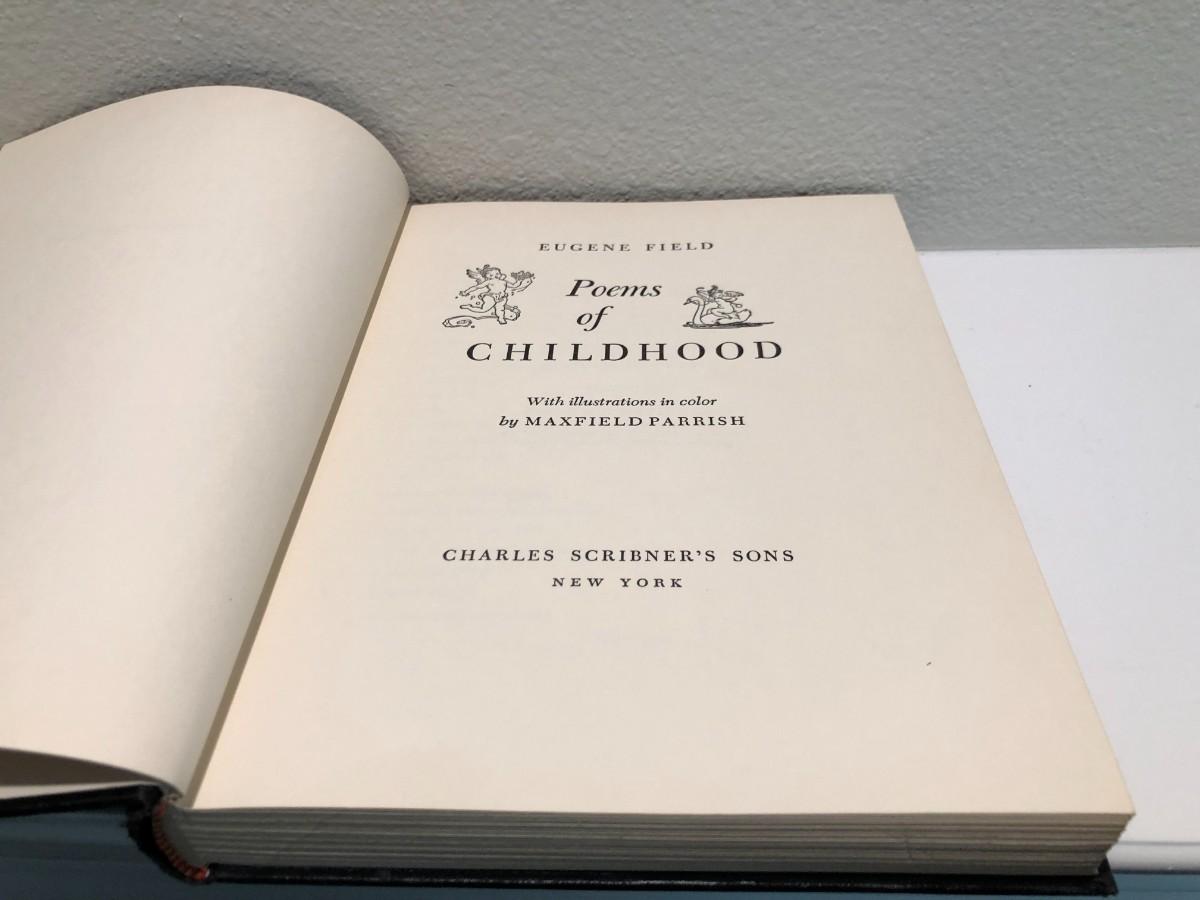 EUGENE FIELD
Poems
of
CHILDHOOD
With illustrations in color
by MAXFIELD PARRISH
CHARLES SCRIBNER'S SONS
NEW YORK